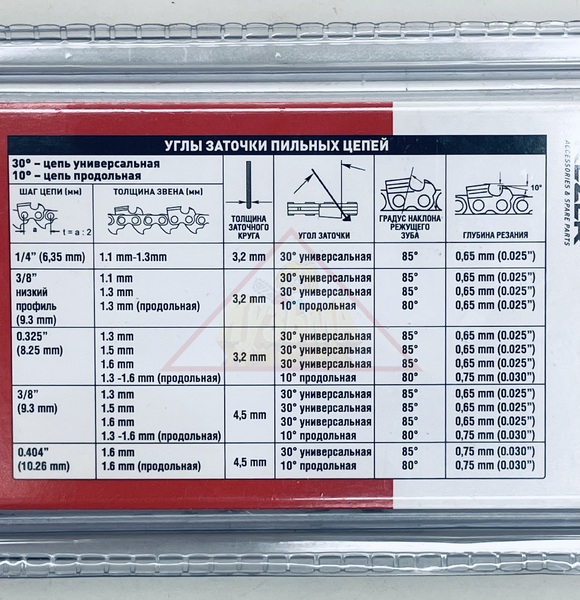 УГЛЫ ЗАТОЧКИ ПИЛЬНЫХ ЦЕПЕЙ
30° – цепь универсальная
10° – цепь продольная
ШАГ ЦЕПИ (мм)
a
t = a : 2
ТОЛЩИНА ЗВЕНА (мм)
ТОЛЩИНА
ЗАТОЧНОГО
КРУГА
УГОЛ ЗАТОЧКИ
ГРАДУС НАКЛОНА
РЕЖУЩЕГО
ЗУБА
10°
ГЛУБИНА РЕЗАНИЯ
1/4" (6,35 mm) 1.1 mm-1.3mm 3,2 mm 30° универсальная 85° 0,65 mm (0.025")
3/8" 1.1 mm 30° универсальная 85° 0,65 mm (0.025")
низкий 1.3 mm 3,2 mm 30° универсальная 85° 0,65 mm (0.025")
профиль 1.3 mm (продольная) 10° продольная 80° 0,65 mm (0.025")
(9.3 mm)
0.325" 1.3 mm 30° универсальная 85° 0,65 mm (0.025")
(8.25 mm) 1.5 mm 3,2 mm 30° универсальная 85° 0,65 mm (0.025")
1.6 mm 30° универсальная 85° 0,65 mm (0.025")
1.3 -1.6 mm (продольная) 10° продольная 80° 0,75 mm (0.030")
3/8" 1.3 mm 30° универсальная 85° 0,65 mm (0.025")
(9.3 mm) 1.5 mm 4,5 mm 30° универсальная 85° 0,65 mm (0.025")
1.6 mm 30° универсальная 85° 0,65 mm (0.025")
1.3 -1.6 mm (продольная) 10° продольная 80° 0,75 mm (0.030")
0.404" 1.6 mm 4,5 mm 30° универсальная 85° 0,75 mm (0.030")
(10.26 mm) 1.6 mm (продольная) 10° продольная 80° 0,75 mm (0.030")
ACCESSORIES & SPARE PARTS